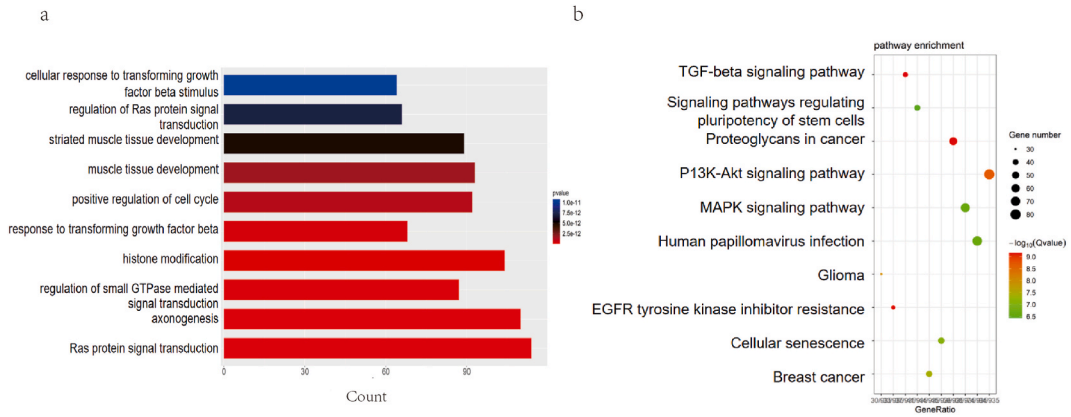 a
cellular response to transforming growth
factor beta stimulus
regulation of Ras protein signal
transduction
striated muscle tissue development
muscle tissue development
positive regulation of cell cycle
response to transforming growth factor beta
histone modification
regulation of small GTPase mediated
signal transduction
axonogenesis
Ras protein signal transduction
0
30
60
90
Count
pvalue
1.0e-11
7.5e-12
5.0e-12
2.5e-12
b
pathway enrichment
TGF-beta signaling pathway
Signaling pathways regulating
pluripotency of stem cells
Proteoglycans in cancer
P13K-Akt signaling pathway
MAPK signaling pathway
Human papillomavirus infection
Glioma
EGFR tyrosine kinase inhibitor resistance
Cellular senescence
Breast cancer
GeneRatio
Gene number
30
40
50
60
70
80
−log10(Qvalue)
9.0
8.5
8.0
7.5
7.0
6.5